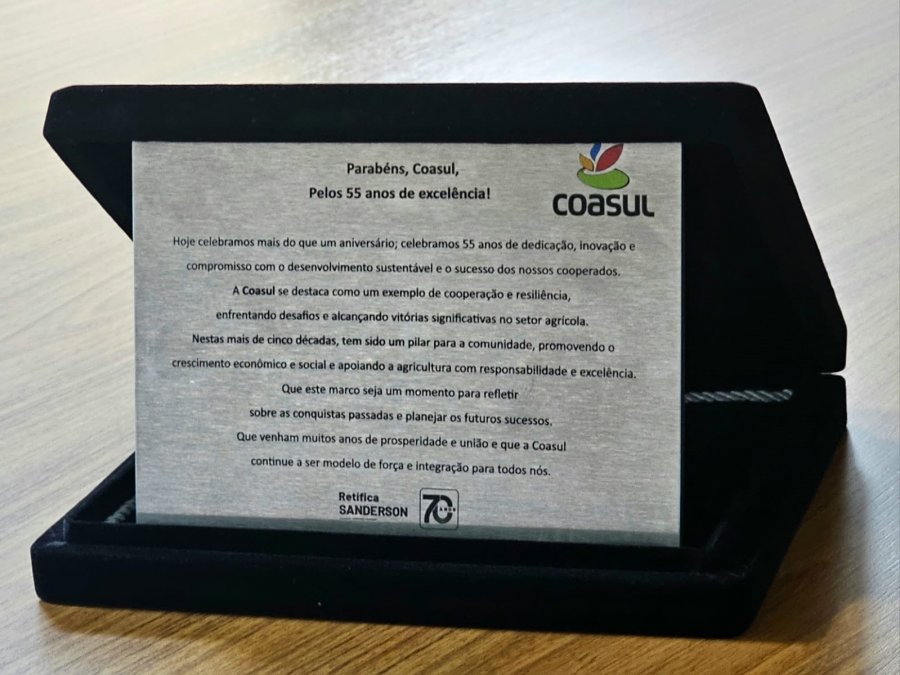 Parabéns, Coasul,
Pelos 55 anos de excelência!
coasul
Hoje celebramos mais do que um aniversário; celebramos 55 anos de dedicação, inovação e
compromisso com o desenvolvimento sustentável e o sucesso dos nossos cooperados.
A Coasul se destaca como um exemplo de cooperação e resiliência,
enfrentando desafios e alcançando vitórias significativas no setor agrícola.
Nestas mais de cinco décadas, tem sido um pilar para a comunidade, promovendo o
crescimento econômico e social e apoiando a agricultura com responsabilidade e excelência.
Que este marco seja um momento para refletir
sobre as conquistas passadas e planejar os futuros sucessos.
Que venham muitos anos de prosperidade e união e que a Coasul
continue a ser modelo de força e integração para todos nós.
Retífica
SANDERSON
70 ANOS